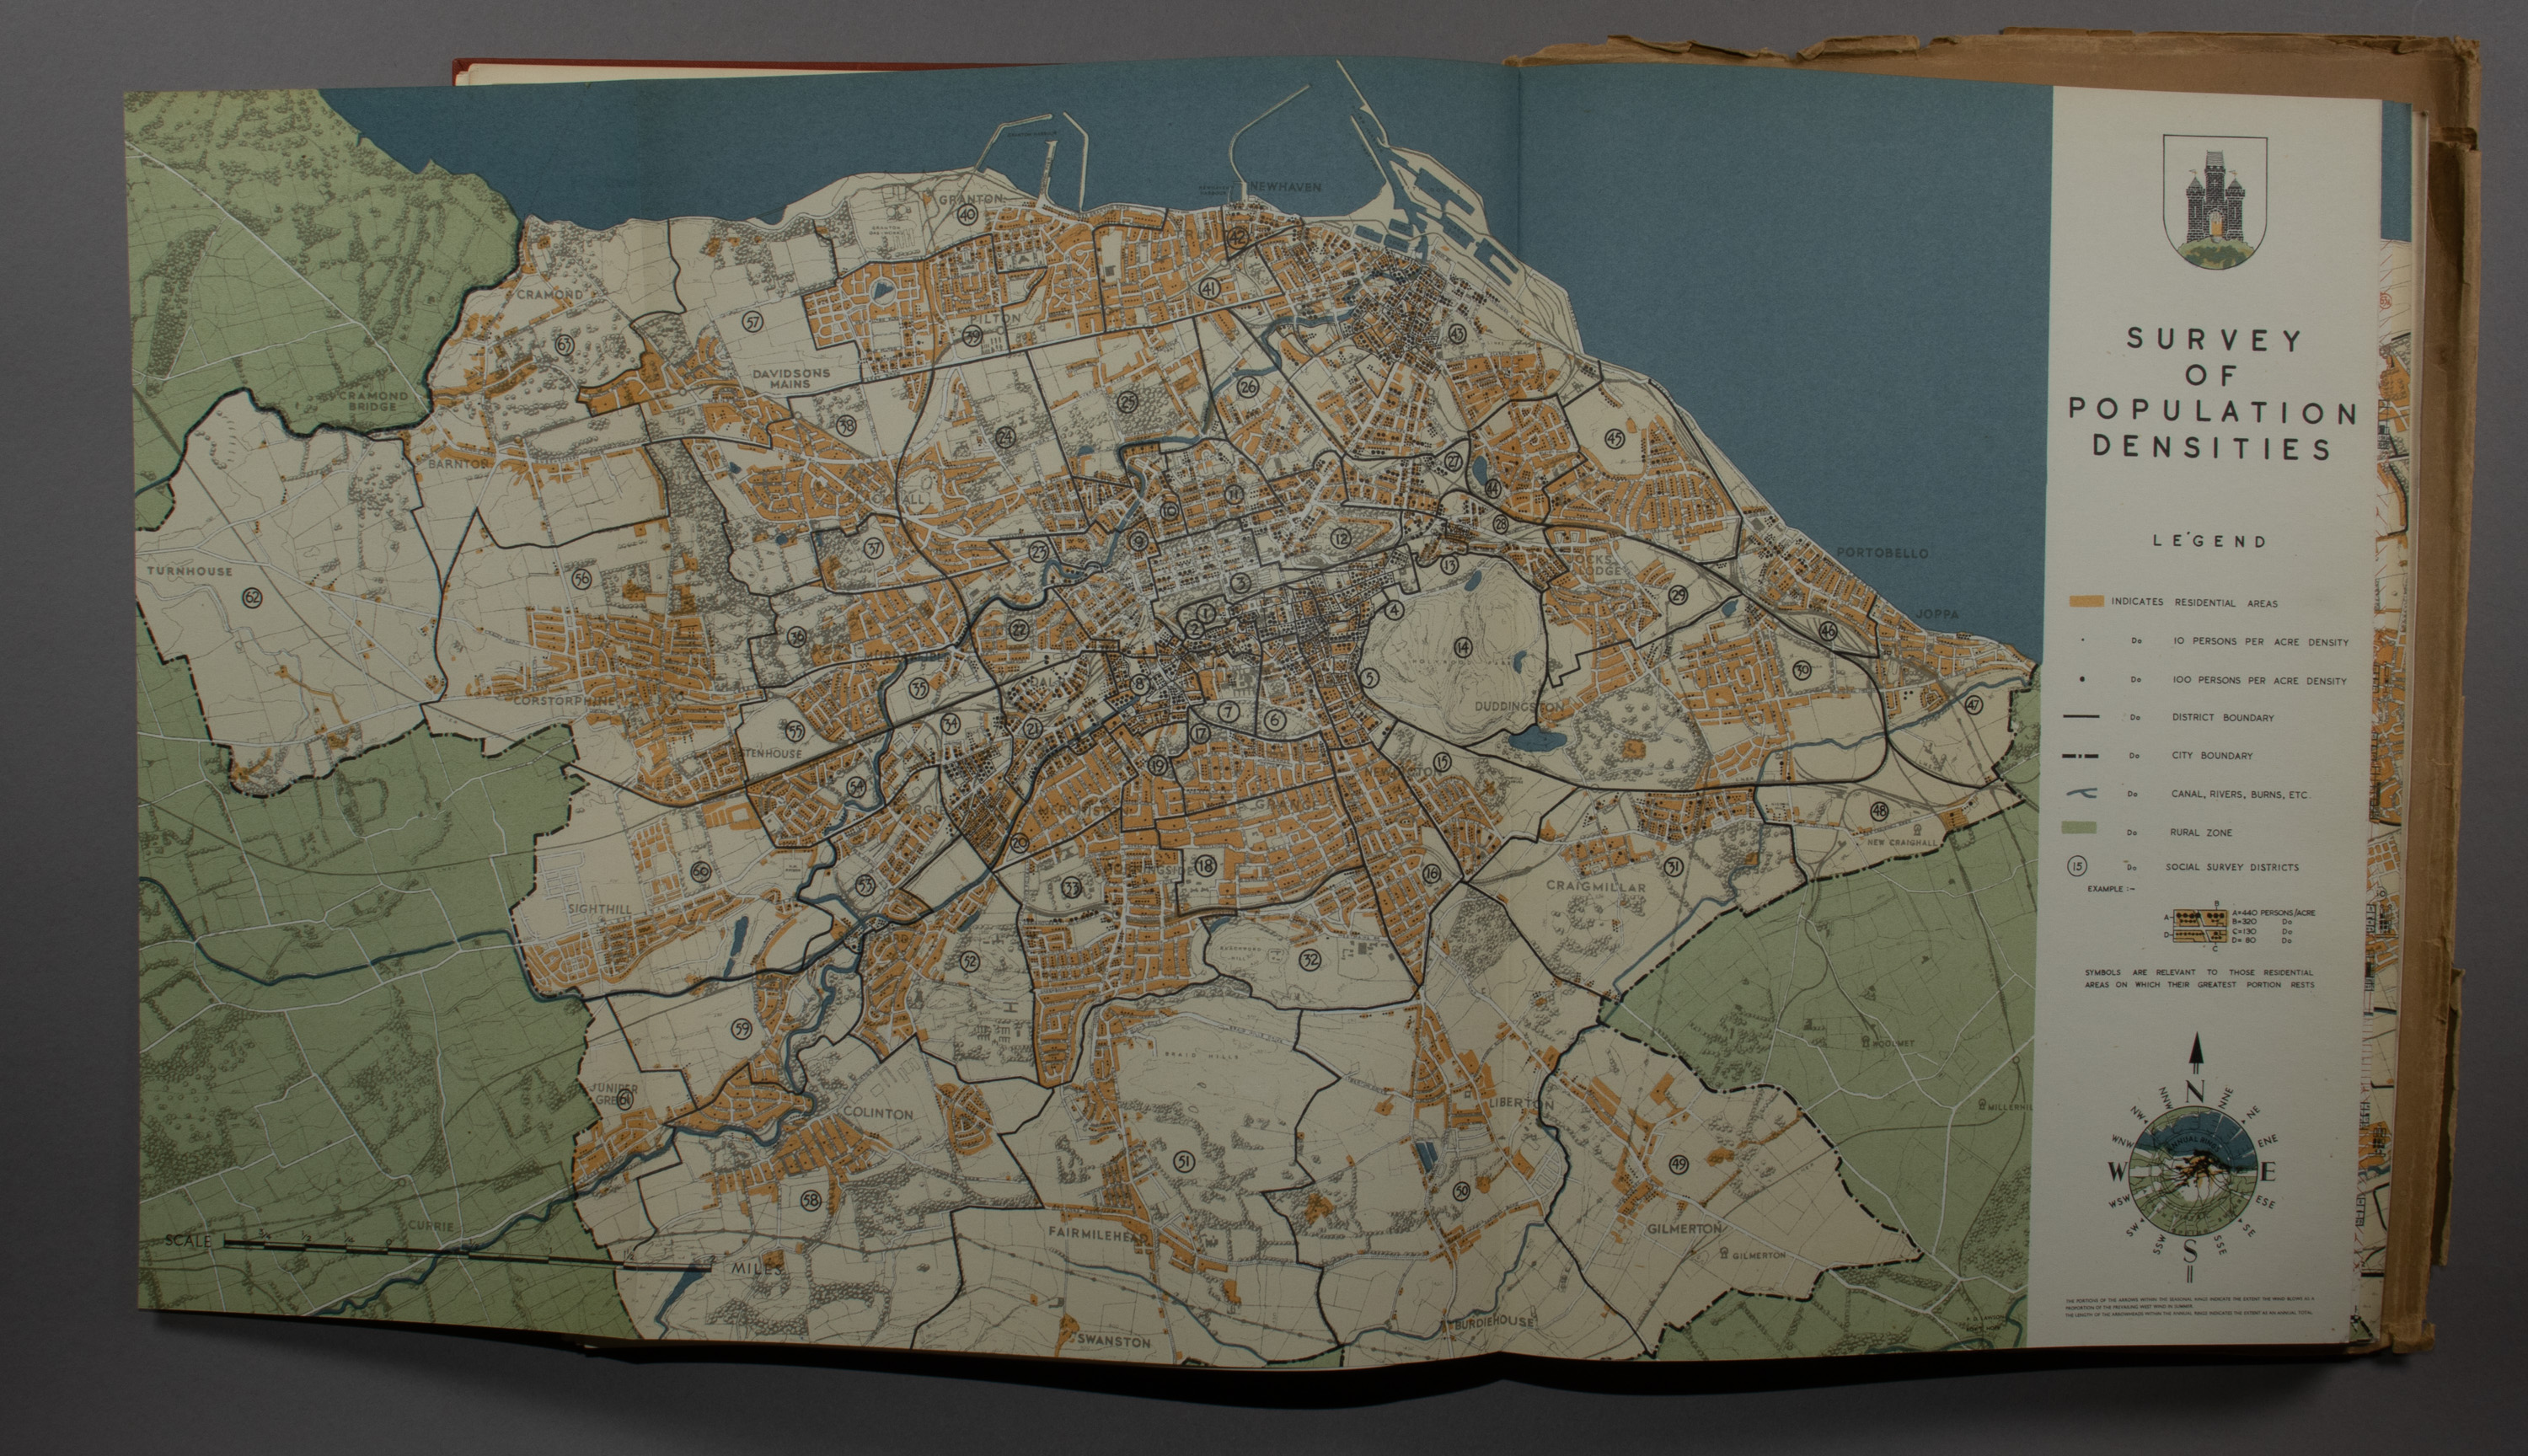 GRANTON
40
NEWHAVEN
42
41
CRAMOND
57
63
PILTON
39
43
DAVIDSONS
MAINS
CRAMOND
BRIDGE
38
25
26
24
45
BARNTON
27
44
11
10
28
12
9
37
23
13
TURNHOUSE
56
62
PORTOBELLO
29
3
4
1
2
JOPPA
36
22
14
46
30
35
8
5
CORSTORPHINE
DUDDINGSTON
47
7
6
34
21
55
17
STENHOUSE
19
15
54
GRANGE
48
NEW CRAIGHALL
20
60
18
16
31
53
33
CRAIGMILLAR
SIGHTHILL
52
32
59
BRAID HILLS
WOOLMET
JUNIPER
GREEN
61
COLINTON
LIBERTON
51
49
50
58
CURRIE
FAIRMILEHEAD
GILMERTON
GILMERTON
SCALE
MILES
BURDIEHOUSE
SWANSTON
SURVEY
OF
POPULATION
DENSITIES
LEGEND
INDICATES RESIDENTIAL AREAS
Do 10 PERSONS PER ACRE DENSITY
Do 100 PERSONS PER ACRE DENSITY
Do DISTRICT BOUNDARY
Do CITY BOUNDARY
Do CANAL, RIVERS, BURNS, ETC.
Do RURAL ZONE
15 Do SOCIAL SURVEY DISTRICTS
EXAMPLE :-
B
A A=440 PERSONS/ACRE
B=320 Do
D C=130 Do
D= 80 Do
C
SYMBOLS ARE RELEVANT TO THOSE RESIDENTIAL
AREAS ON WHICH THEIR GREATEST PORTION RESTS
N
NNW NNE
NW NE
WNW ENE
W E
WSW ESE
SW SE
SSW SSE
S